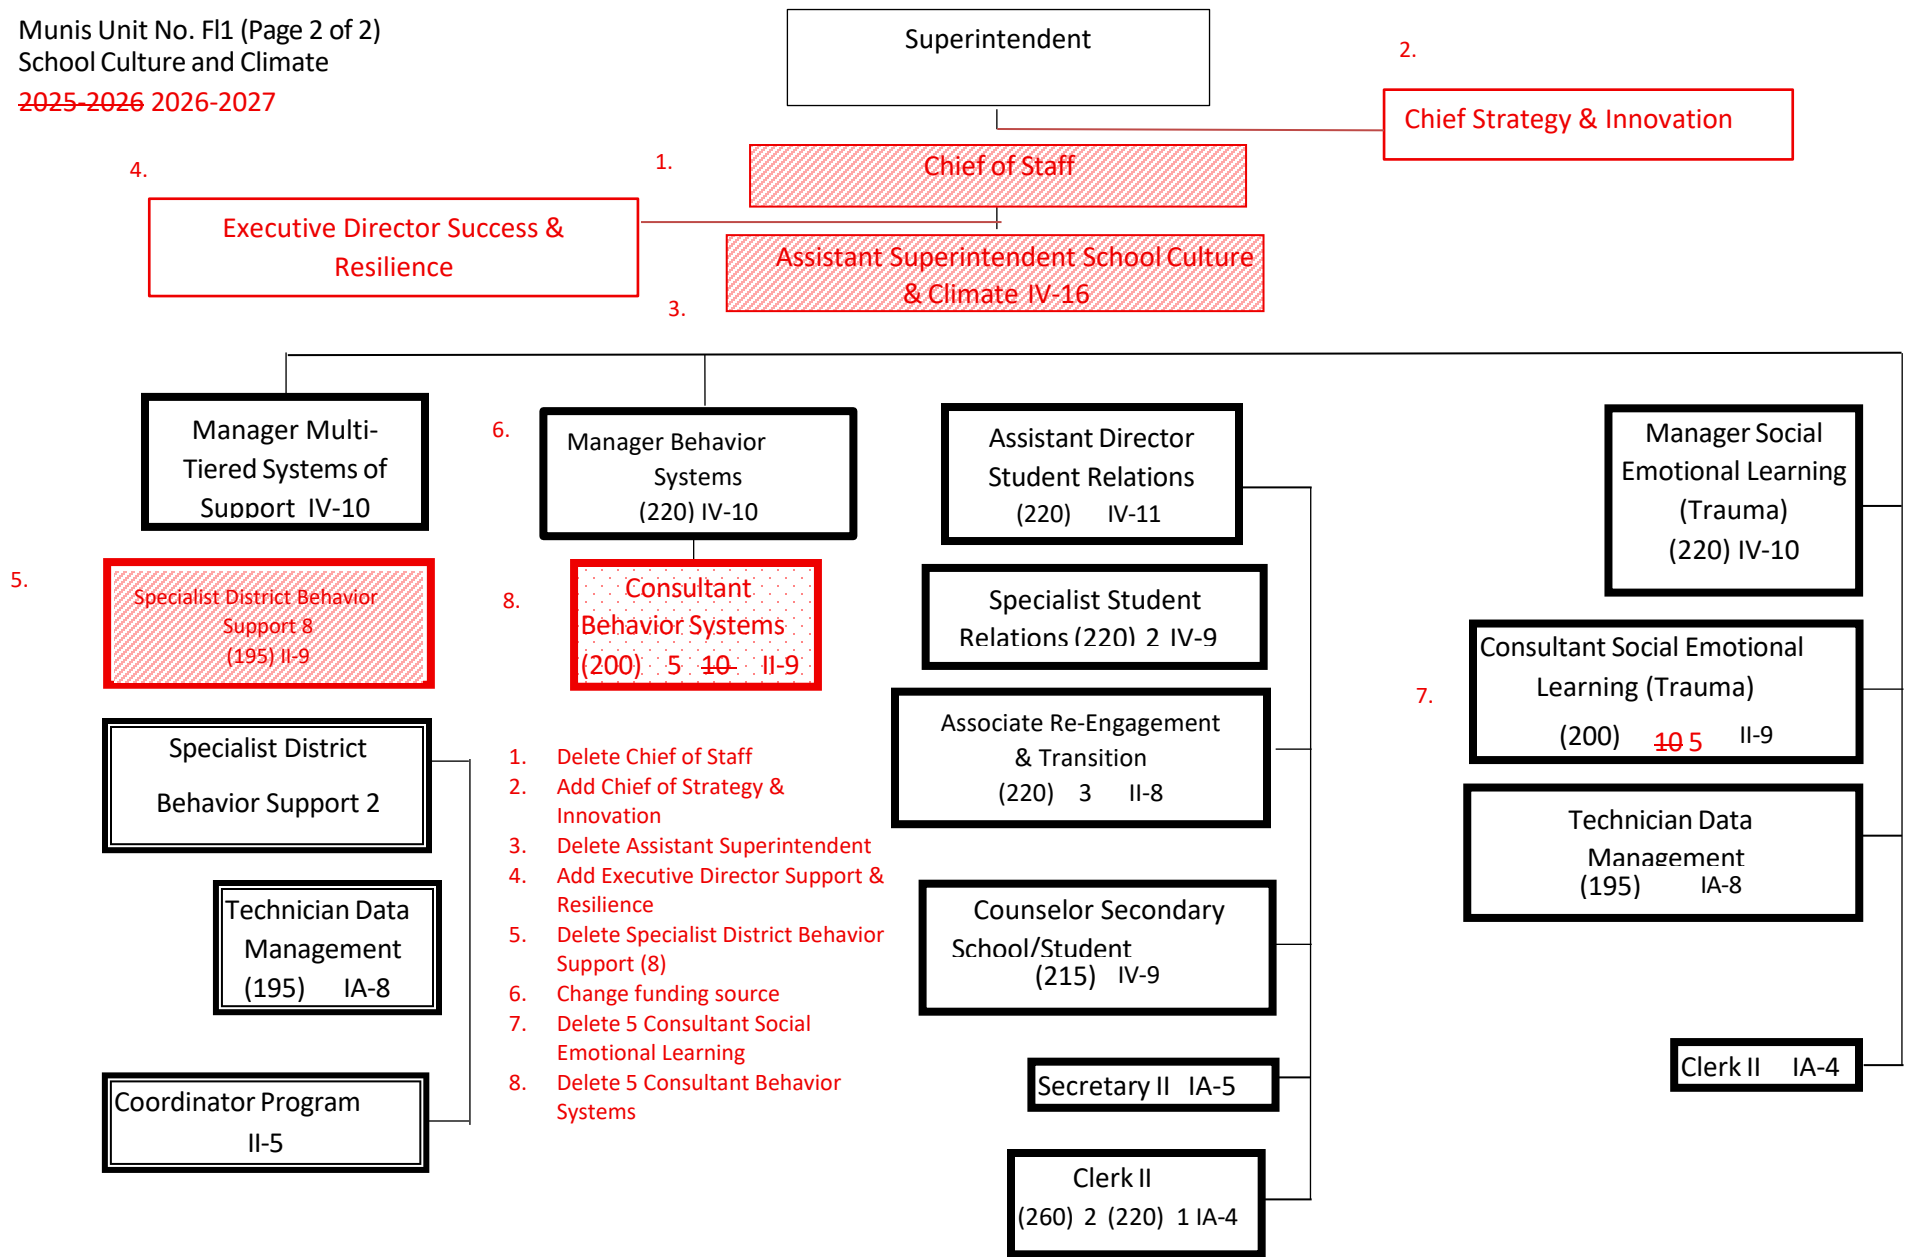 Munis Unit No. Fl1 (Page 2 of 2)
School Culture and Climate
2025-2026 2026-2027
Superintendent
2.
Chief Strategy & Innovation
1.
Chief of Staff
4.
Executive Director Success &
Resilience
Assistant Superintendent School Culture
& Climate IV-16
3.
Manager Multi-
Tiered Systems of
Support IV-10
6.
Manager Behavior
Systems
(220) IV-10
Assistant Director
Student Relations
(220) IV-11
Manager Social
Emotional Learning
(Trauma)
(220) IV-10
5.
Specialist District Behavior
Support 8
(195) II-9
8.
Consultant
Behavior Systems
(200) 5 10 II-9
Specialist Student
Relations (220) 2 IV-9
7.
Consultant Social Emotional
Learning (Trauma)
(200) 10 5 II-9
Specialist District
Behavior Support 2
Associate Re-Engagement
& Transition
(220) 3 II-8
Technician Data
Management
(195) IA-8
Technician Data
Management
(195) IA-8
Counselor Secondary
School/Student
(215) IV-9
Coordinator Program
II-5
Secretary II IA-5
Clerk II IA-4
Clerk II
(260) 2 (220) 1 IA-4
1. Delete Chief of Staff
2. Add Chief of Strategy &
Innovation
3. Delete Assistant Superintendent
4. Add Executive Director Support &
Resilience
5. Delete Specialist District Behavior
Support (8)
6. Change funding source
7. Delete 5 Consultant Social
Emotional Learning
8. Delete 5 Consultant Behavior
Systems